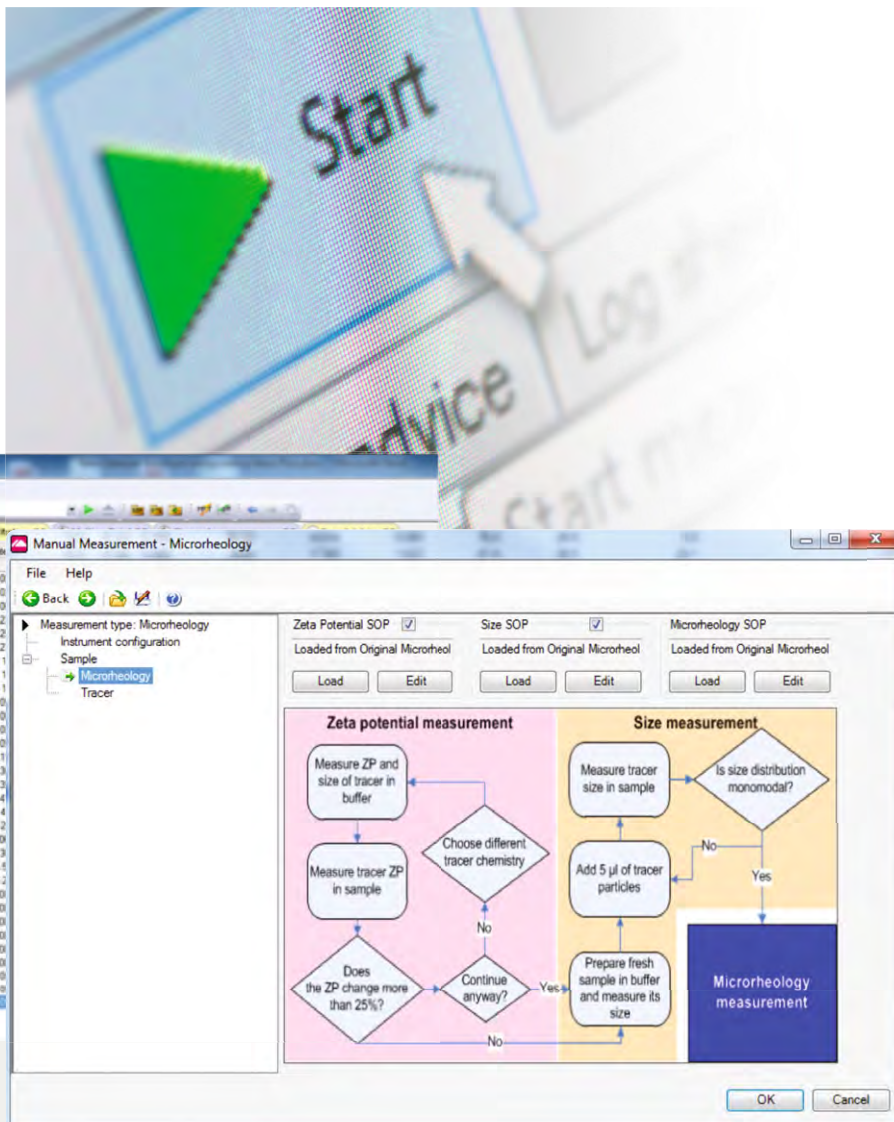 Start
advice
Log
Start
Manual Measurement - Microrheology
File Help
Back
Measurement type: Microrheology
Instrument configuration
Sample
Microrheology
Tracer
Zeta Potential SOP
Size SOP
Microrheology SOP
Loaded from Original Microrheol
Loaded from Original Microrheol
Loaded from Original Microrheol
Load Edit
Load Edit
Load Edit
Zeta potential measurement
Measure ZP and
size of tracer in
buffer
Measure tracer ZP
in sample
Does
the ZP change more
than 25%?
Choose different
tracer chemistry
No
Continue
anyway?
Yes
No
Size measurement
Measure tracer
size in sample
Is size distribution
monomodal?
Add 5 µl of tracer
particles
No
Yes
Prepare fresh
sample in buffer
and measure its
size
Microrheology
measurement
OK
Cancel